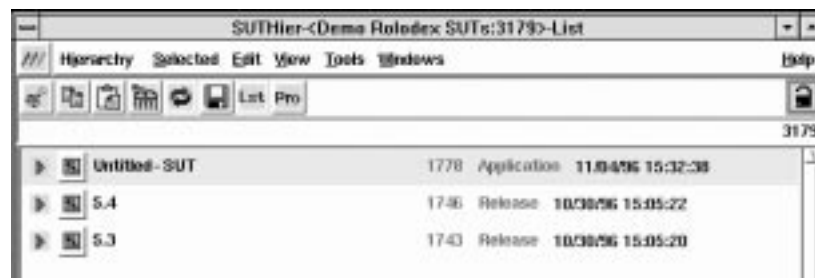 SUTHier-<Demo Rolodex SUTs:3179>-List
Hierarchy Selected Edit View Tools Windows Help
Lst Pro
3179
Untitled-SUT 1778 Application 11/04/96 15:32:38
5.4 1746 Release 10/30/96 15:05:22
5.3 1743 Release 10/30/96 15:05:20